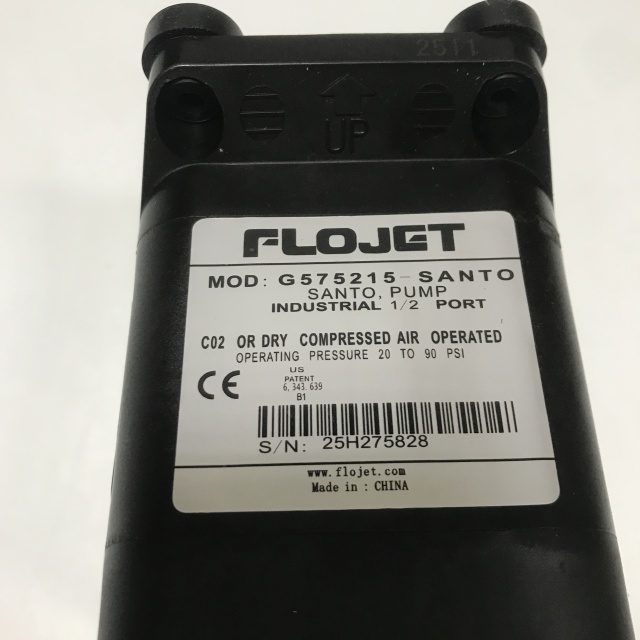 2511
UP
FLOJET
MOD: G575215-SANTO
SANTO, PUMP
INDUSTRIAL 1/2 PORT
C02 OR DRY COMPRESSED AIR OPERATED
OPERATING PRESSURE 20 TO 90 PSI
CE
US
PATENT
6,343,639
B1
S/N: 25H275828
www.flojet.com
Made in : CHINA